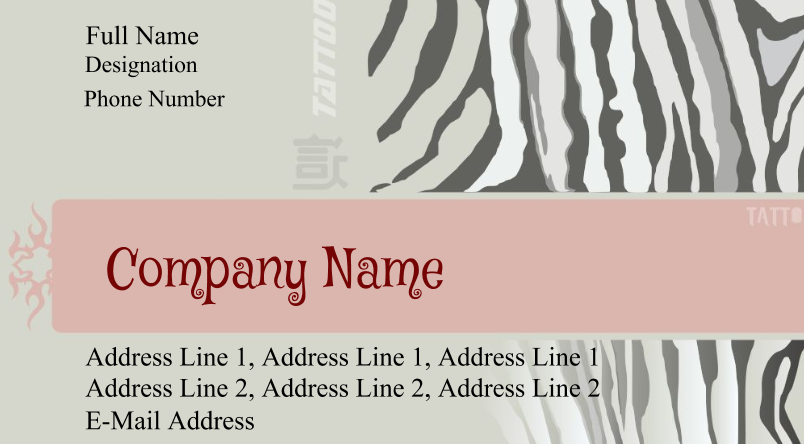 Full Name
Designation
Phone Number
TATTOO
TATTO
Company Name
Address Line 1, Address Line 1, Address Line 1
Address Line 2, Address Line 2, Address Line 2
E-Mail Address